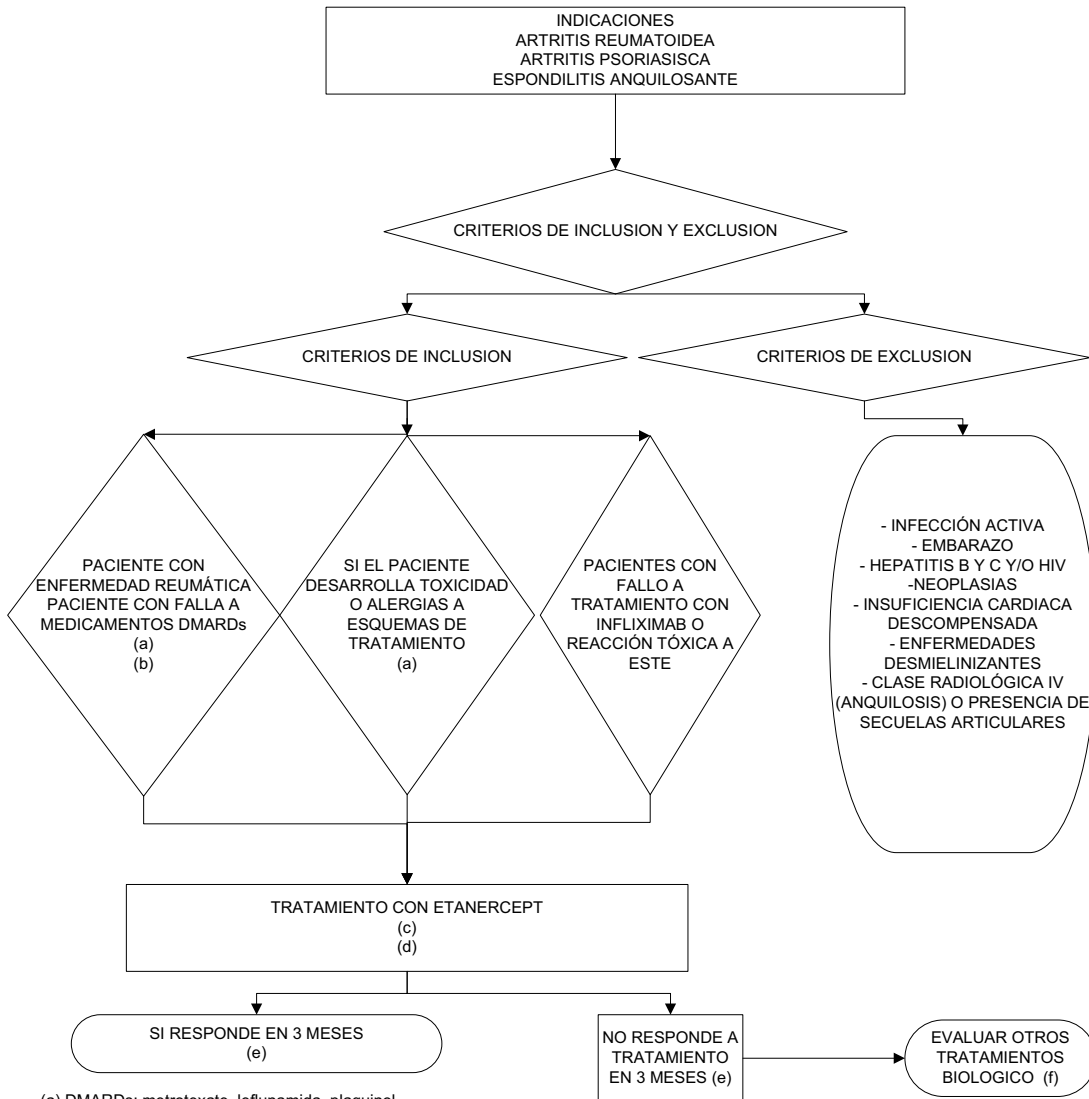 INDICACIONES
ARTRITIS REUMATOIDEA
ARTRITIS PSORIASISCA
ESPONDILITIS ANQUILOSANTE
CRITERIOS DE INCLUSION Y EXCLUSION
CRITERIOS DE INCLUSION
CRITERIOS DE EXCLUSION
PACIENTE CON
ENFERMEDAD REUMÁTICA
PACIENTE CON FALLA A
MEDICAMENTOS DMARDs
(a)
(b)
SI EL PACIENTE
DESARROLLA TOXICIDAD
O ALERGIAS A
ESQUEMAS DE
TRATAMIENTO
(a)
PACIENTES CON
FALLO A
TRATAMIENTO CON
INFLIXIMAB O
REACCIÓN TÓXICA A
ESTE
- INFECCIÓN ACTIVA
- EMBARAZO
- HEPATITIS B Y C Y/O HIV
-NEOPLASIAS
- INSUFICIENCIA CARDIACA
DESCOMPENSADA
- ENFERMEDADES
DESMIELINIZANTES
- CLASE RADIOLÓGICA IV
(ANQUILOSIS) O PRESENCIA DE
SECUELAS ARTICULARES
TRATAMIENTO CON ETANERCEPT
(c)
(d)
SI RESPONDE EN 3 MESES
(e)
NO RESPONDE A
TRATAMIENTO
EN 3 MESES (e)
EVALUAR OTROS
TRATAMIENTOS
BIOLOGICO (f)
(a) DMARDs: metrotexate, leflunamida, plaquinol